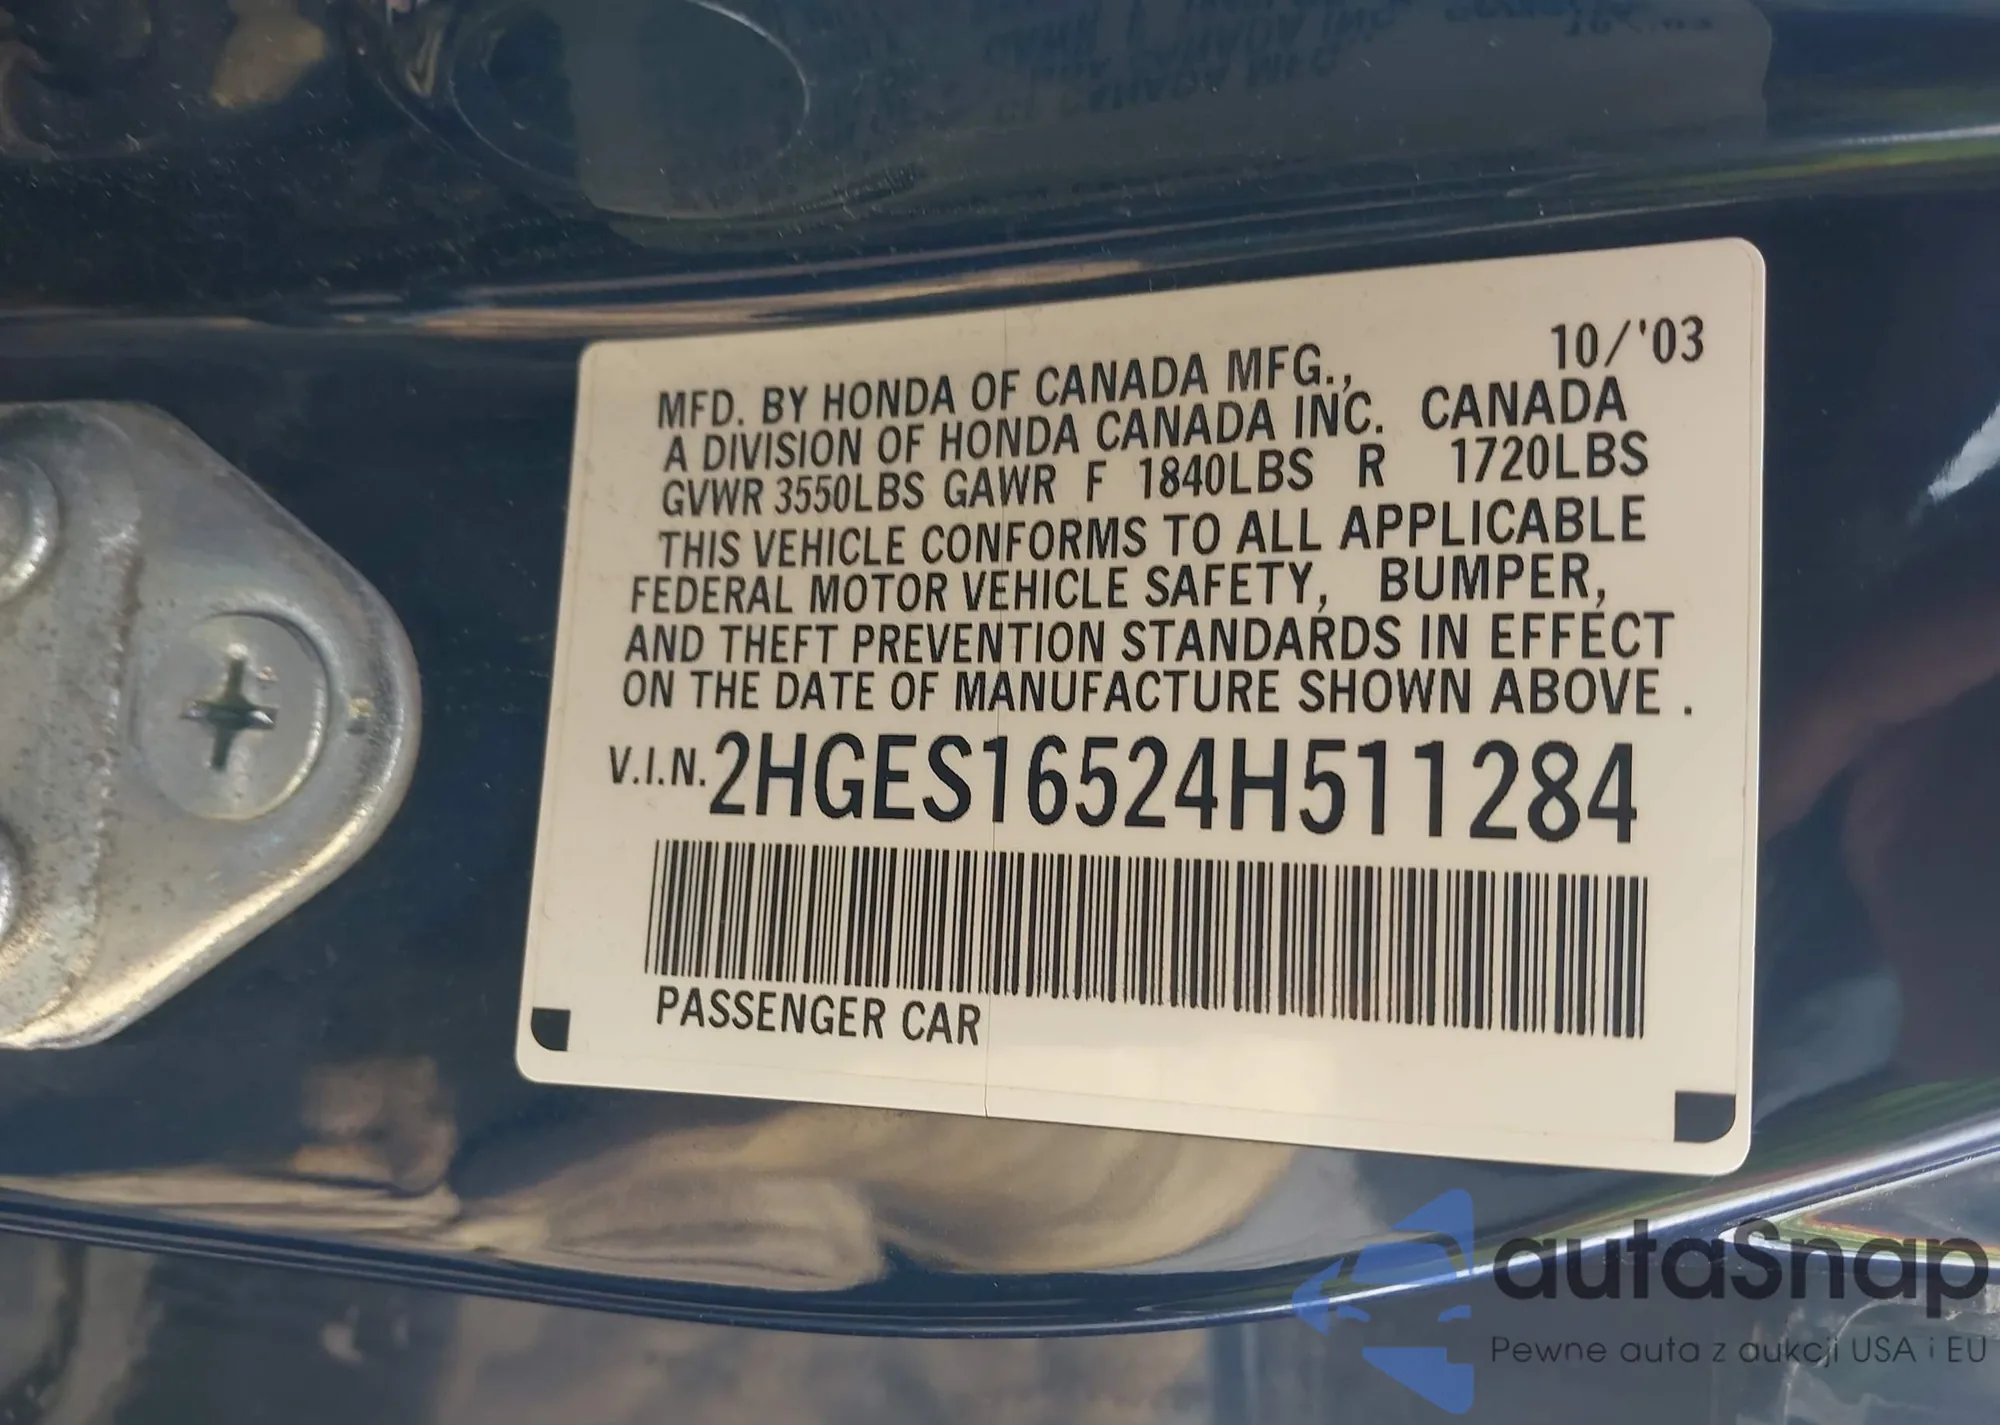 10/'03
MFD. BY HONDA OF CANADA MFG.,
A DIVISION OF HONDA CANADA INC. CANADA
GVWR 3550LBS GAWR F 1840LBS R 1720LBS
THIS VEHICLE CONFORMS TO ALL APPLICABLE
FEDERAL MOTOR VEHICLE SAFETY, BUMPER,
AND THEFT PREVENTION STANDARDS IN EFFECT
ON THE DATE OF MANUFACTURE SHOWN ABOVE .
V.I.N. 2HGES16524H511284
PASSENGER CAR
autaSnap
Pewne auta z aukcji USA i EU